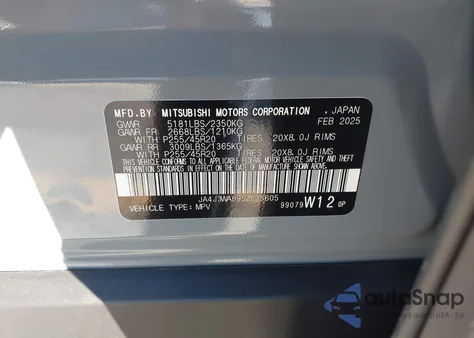 MFD.BY MITSUBISHI MOTORS CORPORATION , JAPAN
GVWR 5181LBS/2350KG FEB 2025
GAWR FR 2668LBS/1210KG
WITH P255/45R20 TIRES 20X8.0J RIMS
GAWR RR 3009LBS/1365KG
WITH P255/45R20 TIRES 20X8.0J RIMS
THIS VEHICLE CONFORMS TO ALL APPLICABLE
FEDERAL MOTOR VEHICLE SAFETY AND THEFT
PREVENTION STANDARDS IN EFFECT ON THE DATE
OF MANUFACTURE SHOWN ABOVE.
VEHICLE TYPE: MPV 99079 W12 0P
autoSnap